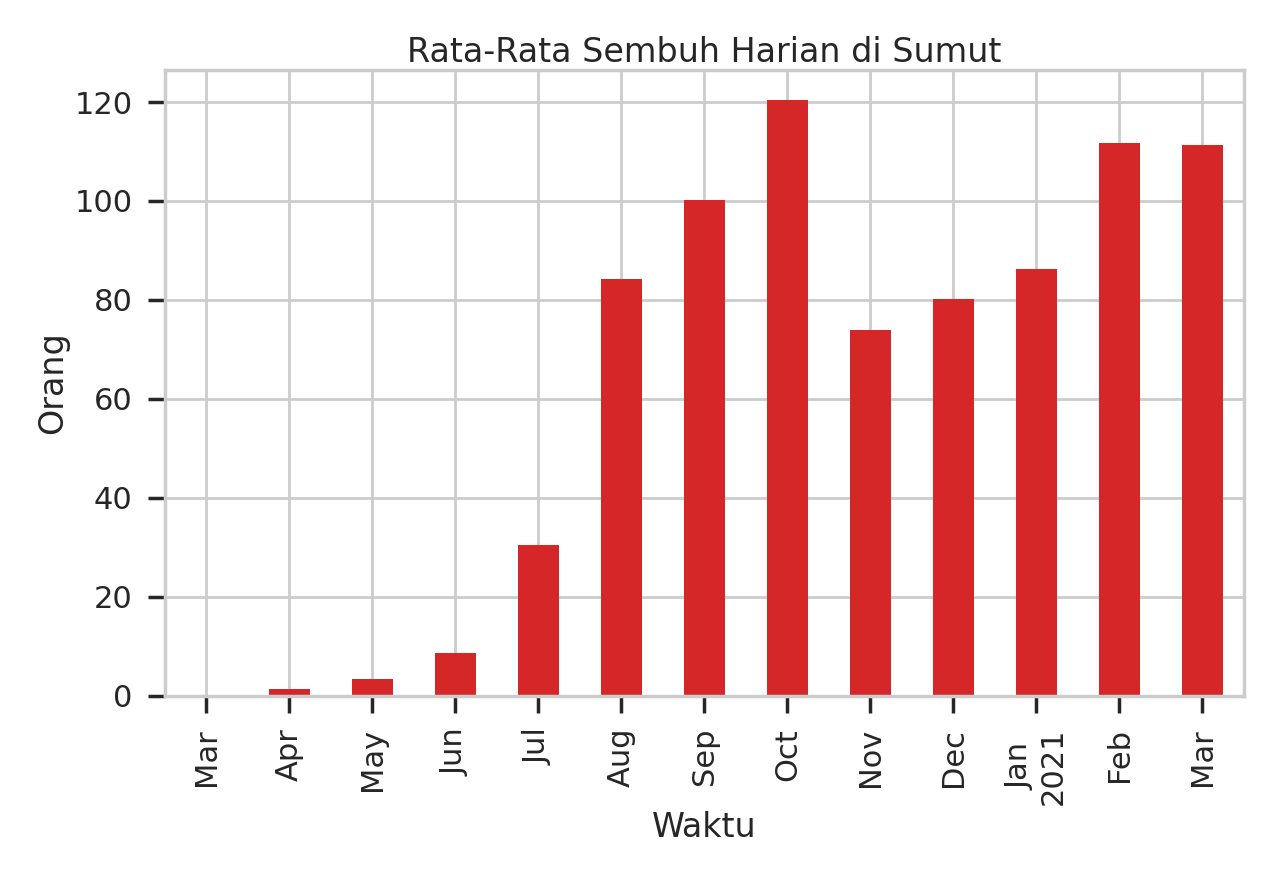 Rata-Rata Sembuh Harian di Sumut
Orang
120
100
80
60
40
20
0
Mar
Apr
May
Jun
Jul
Aug
Sep
Oct
Nov
Dec
Jan
2021
Feb
Mar
Waktu